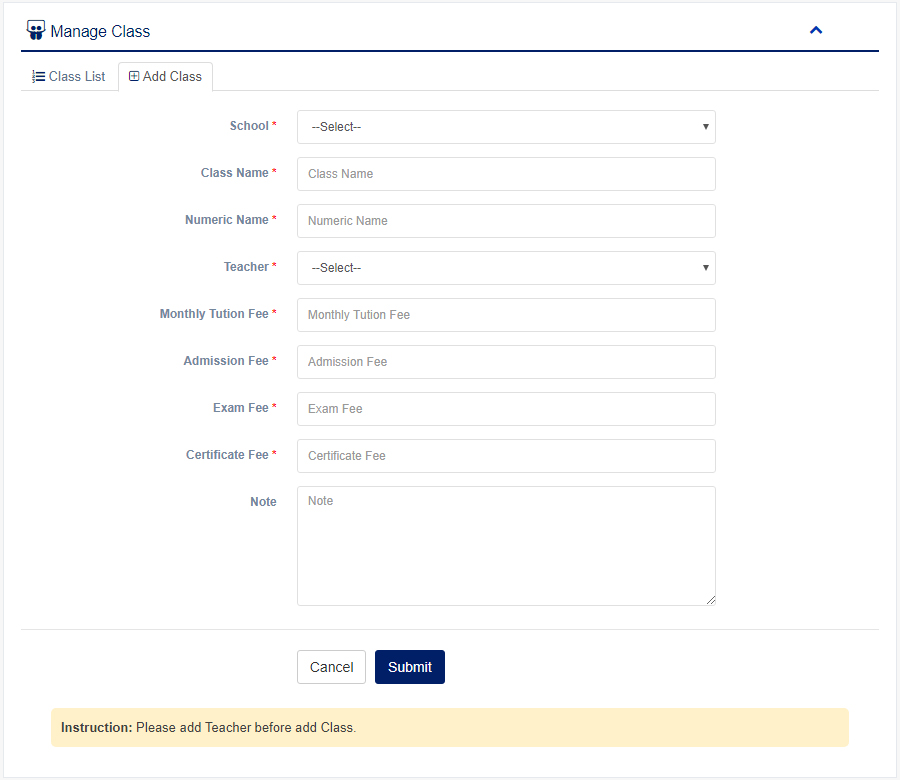 Manage Class
Class List Add Class
School *
--Select--
Class Name *
Class Name
Numeric Name *
Numeric Name
Teacher *
--Select--
Monthly Tution Fee *
Monthly Tution Fee
Admission Fee *
Admission Fee
Exam Fee *
Exam Fee
Certificate Fee *
Certificate Fee
Note
Note
Cancel Submit
Instruction: Please add Teacher before add Class.